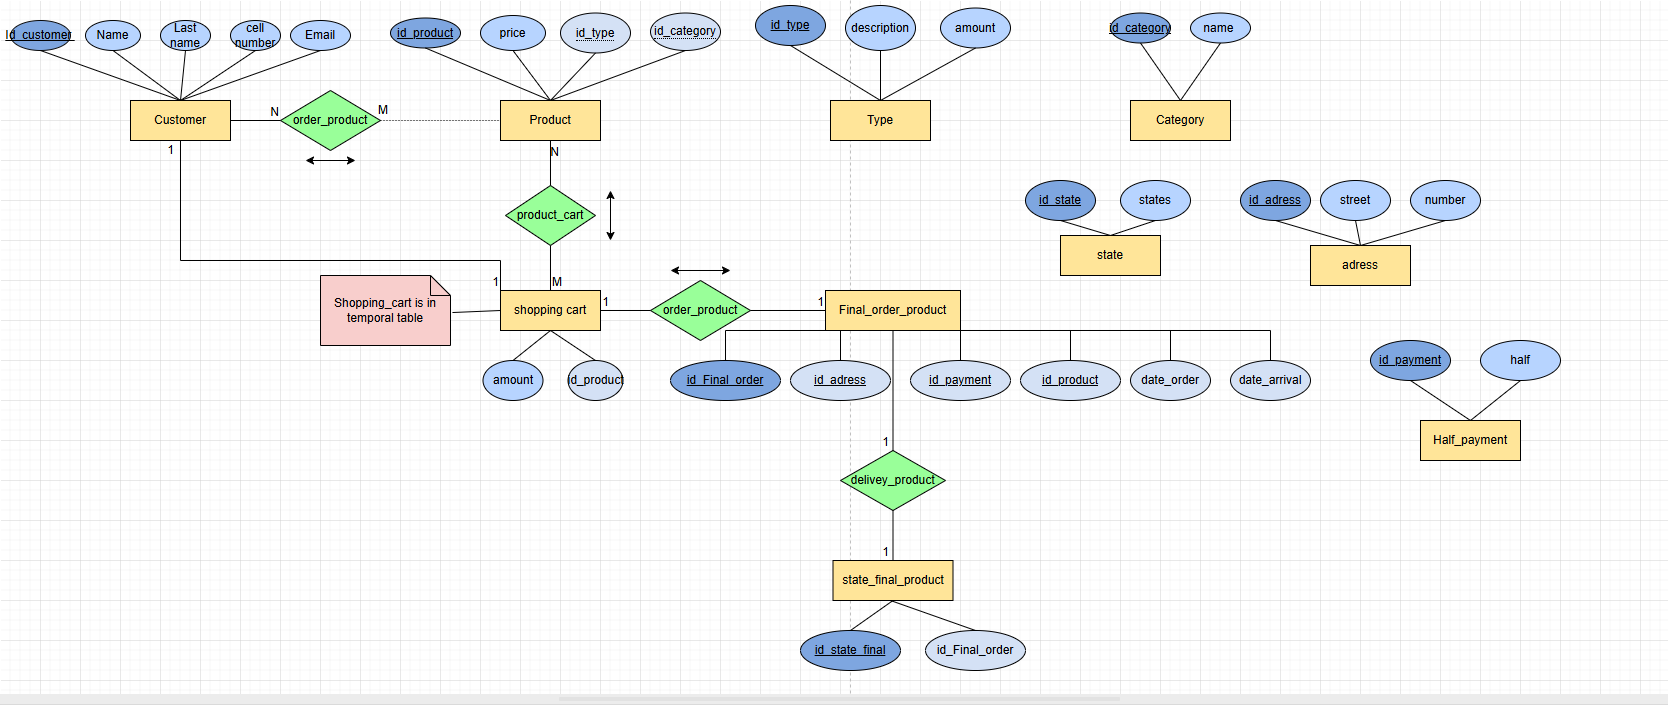 Id_customer
Name
Last
name
cell
number
Email
id_product
price
id_type
id_category
id_type
description
amount
id_category
name
Customer
N
order_product
M
Product
Type
Category
1
N
product_cart
id_state
states
id_adress
street
number
state
adress
1
M
Shopping_cart is in
temporal table
shopping cart
1
order_product
1
Final_order_product
amount
id_product
id_Final_order
id_adress
id_payment
id_product
date_order
date_arrival
id_payment
half
Half_payment
1
delivey_product
1
state_final_product
id_state_final
id_Final_order